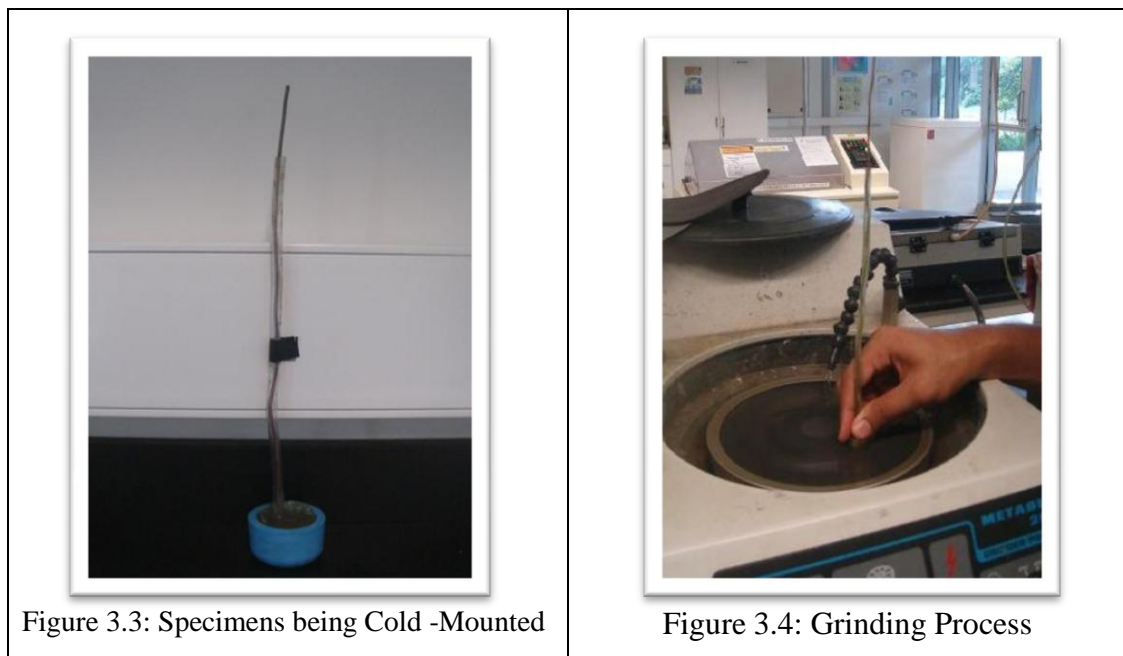 Figure 3.3: Specimens being Cold -Mounted
Figure 3.4: Grinding Process